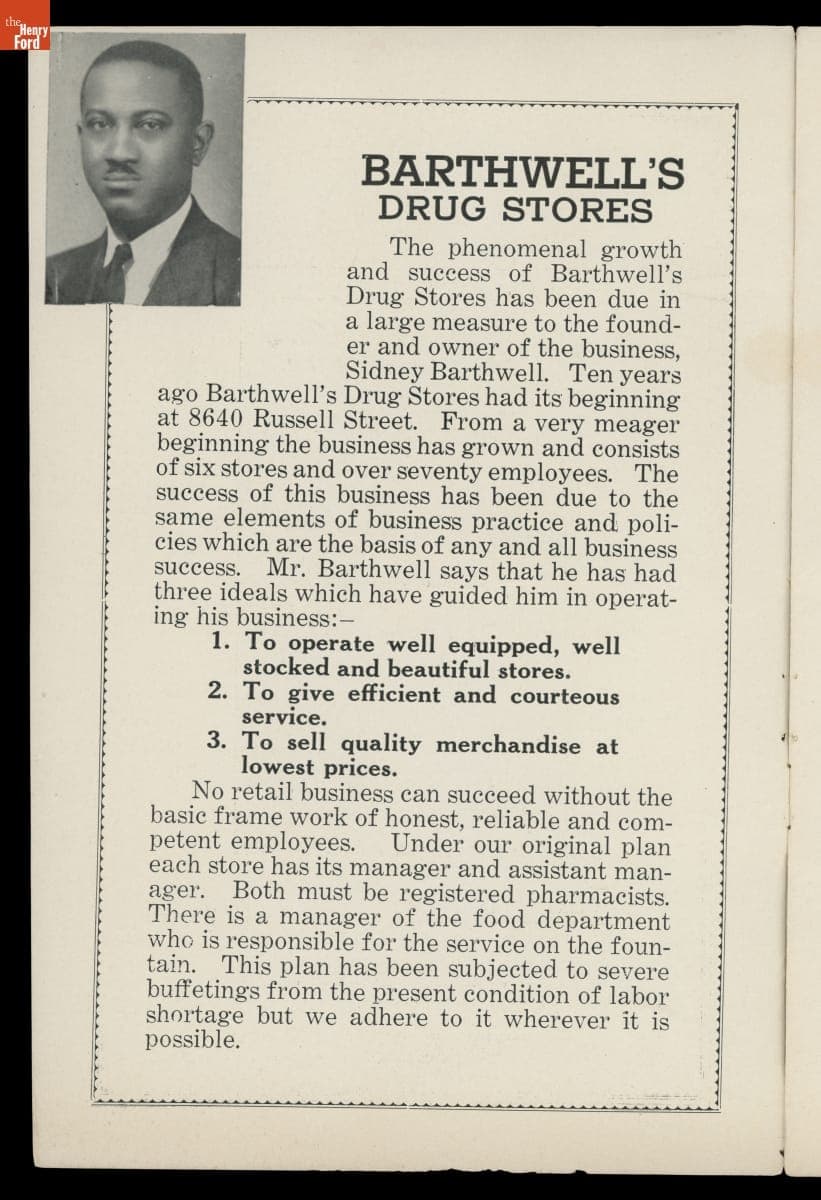 the
Henry
Ford
BARTHWELL'S
DRUG STORES
The phenomenal growth
and success of Barthwell's
Drug Stores has been due in
a large measure to the found-
er and owner of the business,
Sidney Barthwell. Ten years
ago Barthwell's Drug Stores had its beginning
at 8640 Russell Street. From a very meager
beginning the business has grown and consists
of six stores and over seventy employees. The
success of this business has been due to the
same elements of business practice and poli-
cies which are the basis of any and all business
success. Mr. Barthwell says that he has had
three ideals which have guided him in operat-
ing his business:—
1. To operate well equipped, well
stocked and beautiful stores.
2. To give efficient and courteous
service.
3. To sell quality merchandise at
lowest prices.
No retail business can succeed without the
basic frame work of honest, reliable and com-
petent employees. Under our original plan
each store has its manager and assistant man-
ager. Both must be registered pharmacists.
There is a manager of the food department
who is responsible for the service on the foun-
tain. This plan has been subjected to severe
buffetings from the present condition of labor
shortage but we adhere to it wherever it is
possible.